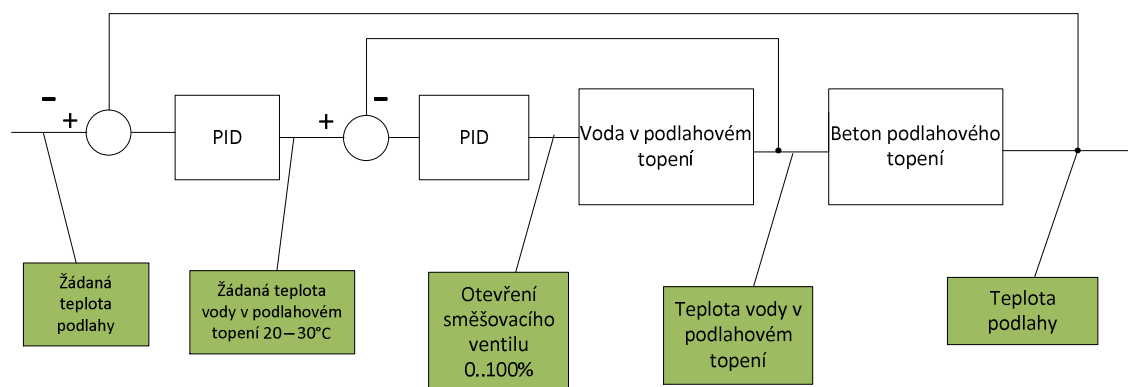 −
+
PID
+
−
PID
Voda v podlahovém
topení
Beton podlahového
topení
Žádaná
teplota
podlahy
Žádaná teplota
vody v podlahovém
topení 20−30°C
Otevření
směšovacího
ventilu
0..100%
Teplota vody v
podlahovém
topení
Teplota
podlahy